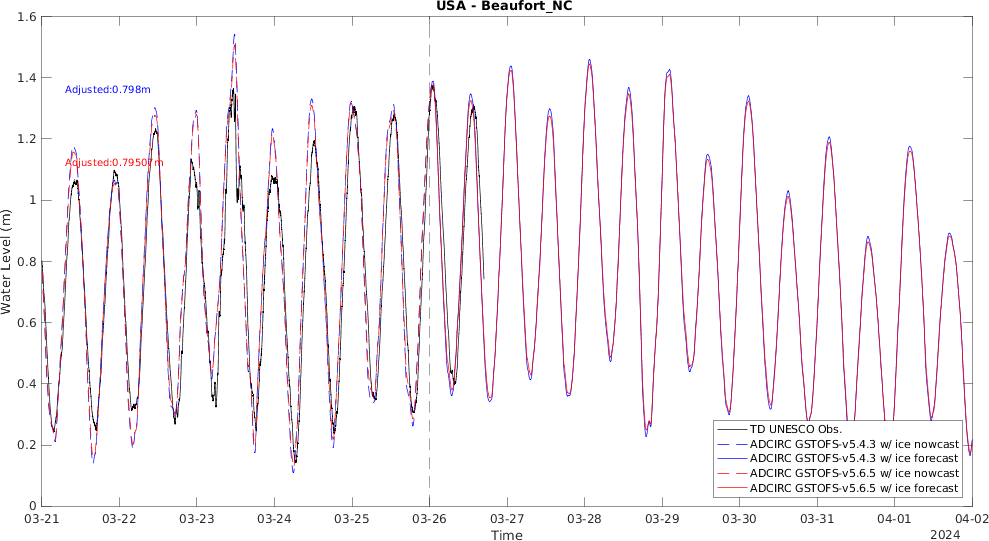 USA - Beaufort_NC
1.6
1.4
1.2
1
0.8
0.6
0.4
0.2
0
Water Level (m)
Adjusted:0.798m
Adjusted:0.79507m
TD UNESCO Obs.
ADCIRC GSTOFS-v5.4.3 w/ ice nowcast
ADCIRC GSTOFS-v5.4.3 w/ ice forecast
ADCIRC GSTOFS-v5.6.5 w/ ice nowcast
ADCIRC GSTOFS-v5.6.5 w/ ice forecast
03-21 03-22 03-23 03-24 03-25 03-26 03-27 03-28 03-29 03-30 03-31 04-01 04-02
Time
2024